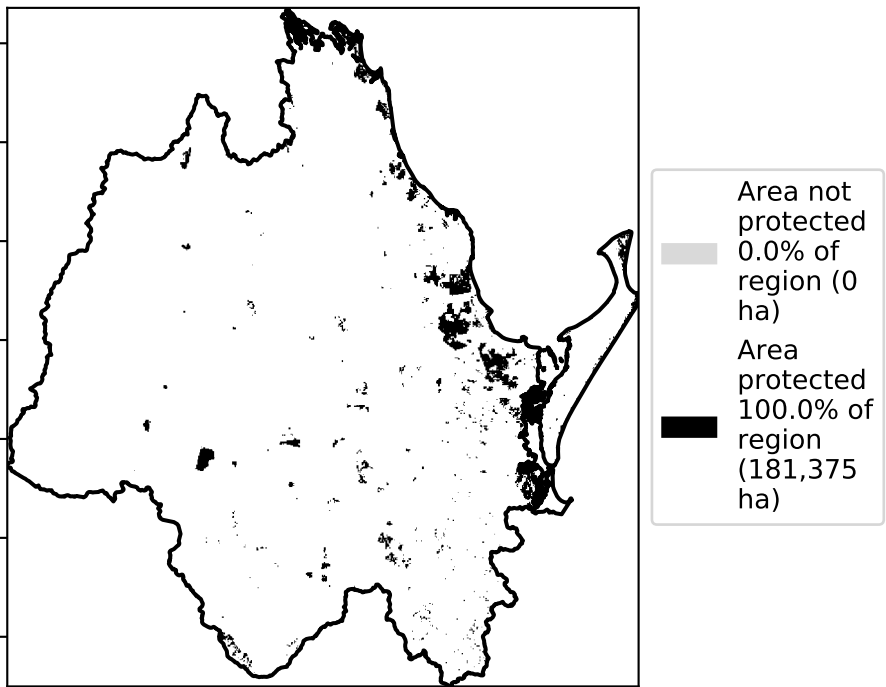 Area not
protected
0.0% of
region (0
ha)
Area
protected
100.0% of
region
(181,375
ha)